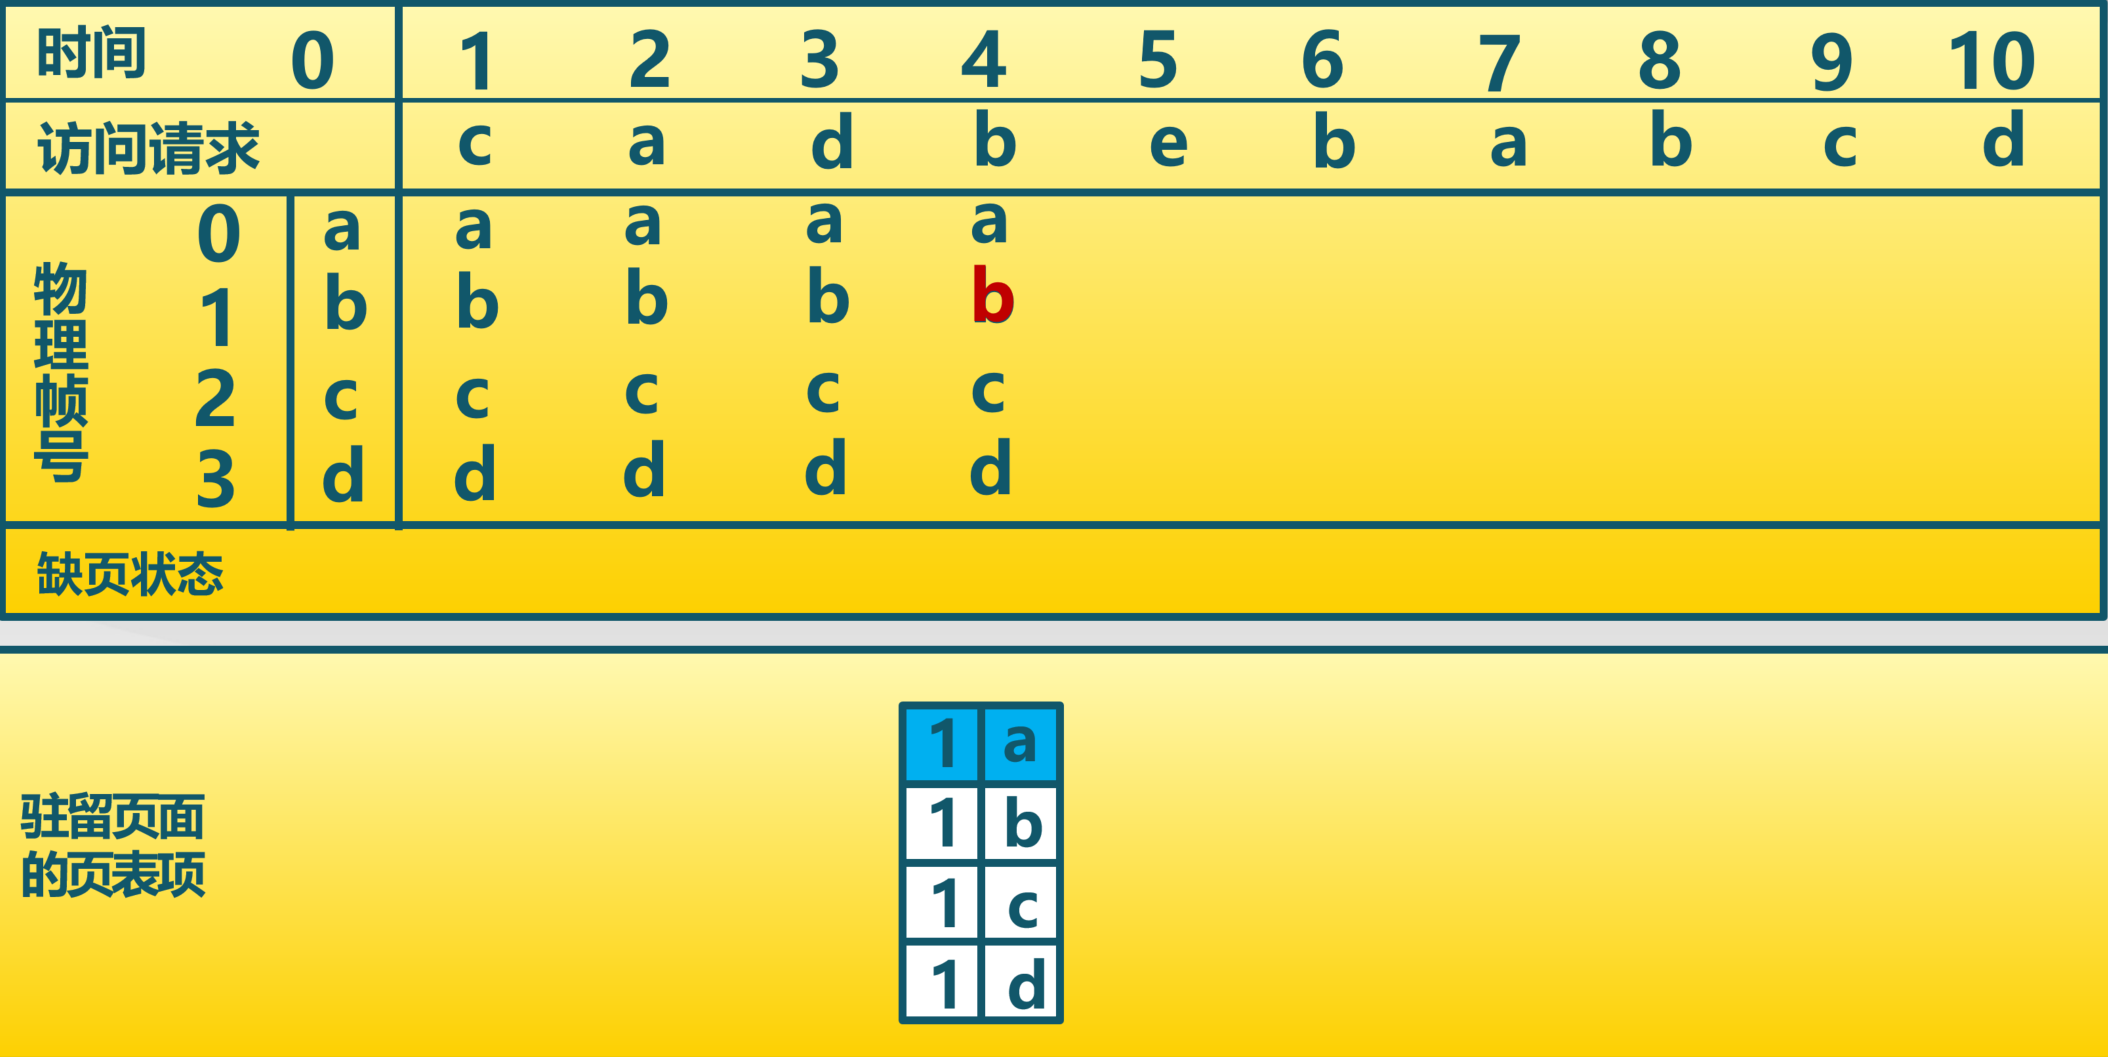 时间 0 1 2 3 4 5 6 7 8 9 10
访问请求 c a d b e b a b c d
物理帧号
0 a a a a a
1 b b b b b
2 c c c c c
3 d d d d d
缺页状态
驻留页面
的页表项
1 a
1 b
1 c
1 d